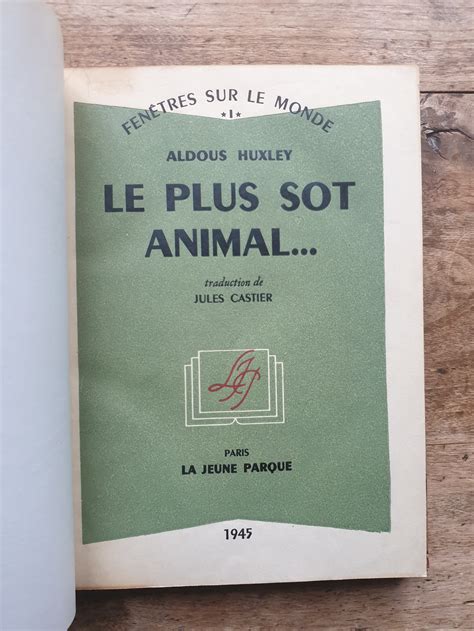 FENÊTRES SUR LE MONDE
*I*
ALDOUS HUXLEY
LE PLUS SOT
ANIMAL...
traduction de
JULES CASTIER
LJP
PARIS
LA JEUNE PARQUE
1945